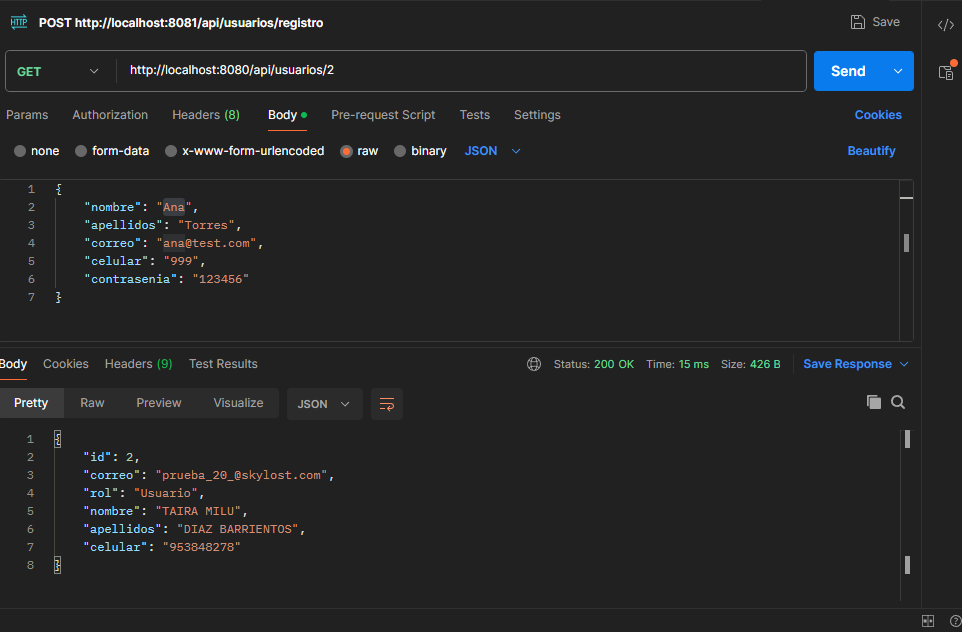 HTTP POST http://localhost:8081/api/usuarios/registro Save </>
GET http://localhost:8080/api/usuarios/2 Send
Params Authorization Headers (8) Body Pre-request Script Tests Settings Cookies
none form-data x-www-form-urlencoded raw binary JSON Beautify
1 {
2 "nombre": "Ana",
3 "apellidos": "Torres",
4 "correo": "ana@test.com",
5 "celular": "999",
6 "contrasenia": "123456"
7 }
Body Cookies Headers (9) Test Results Status: 200 OK Time: 15 ms Size: 426 B Save Response
Pretty Raw Preview Visualize JSON
1 {
2 "id": 2,
3 "correo": "prueba_20_@skylost.com",
4 "rol": "Usuario",
5 "nombre": "TAIRA MILU",
6 "apellidos": "DIAZ BARRIENTOS",
7 "celular": "953848278"
8 }